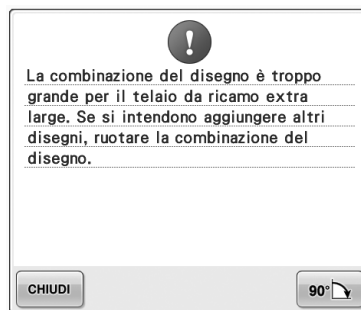 La combinazione del disegno è troppo
grande per il telaio da ricamo extra
large. Se si intendono aggiungere altri
disegni, ruotare la combinazione del
disegno.
CHIUDI
90°